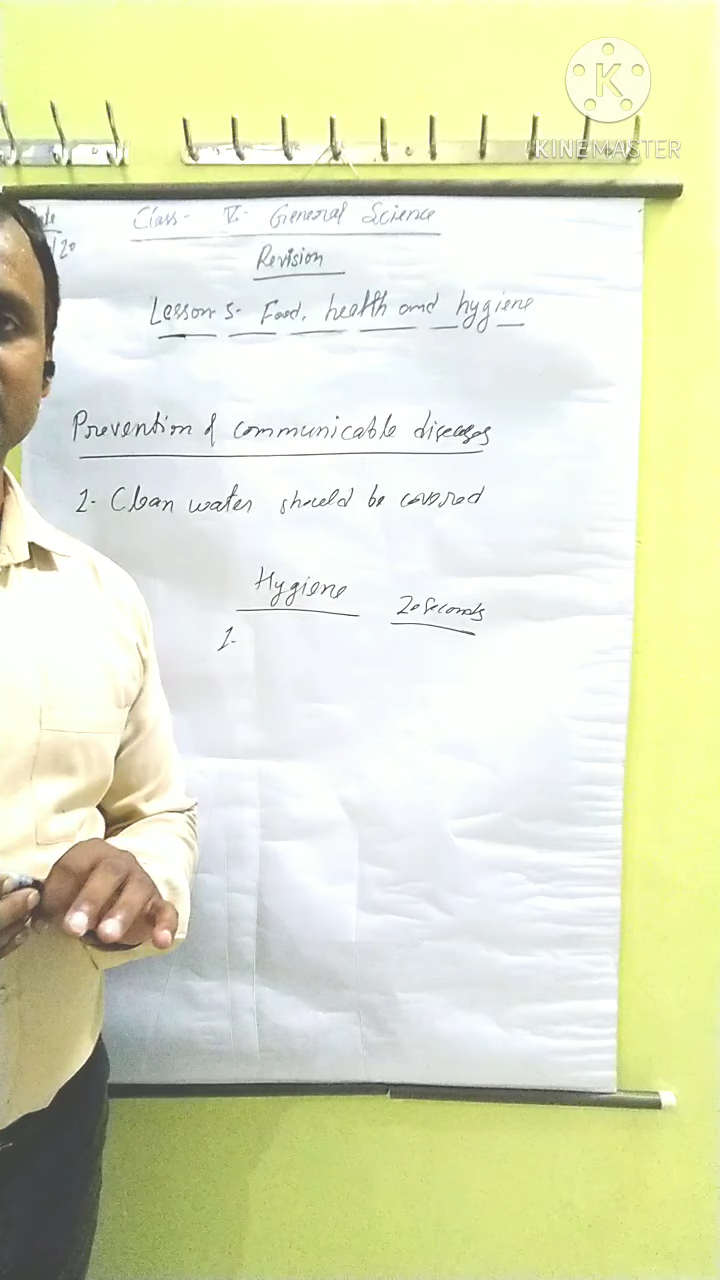 KINEMASTER
Class- V- General Science
Revision
Lesson 5- Food, health and hygiene
Prevention of communicable diseases
2- Clean water should be covered
Hygiene 20 Seconds
1-